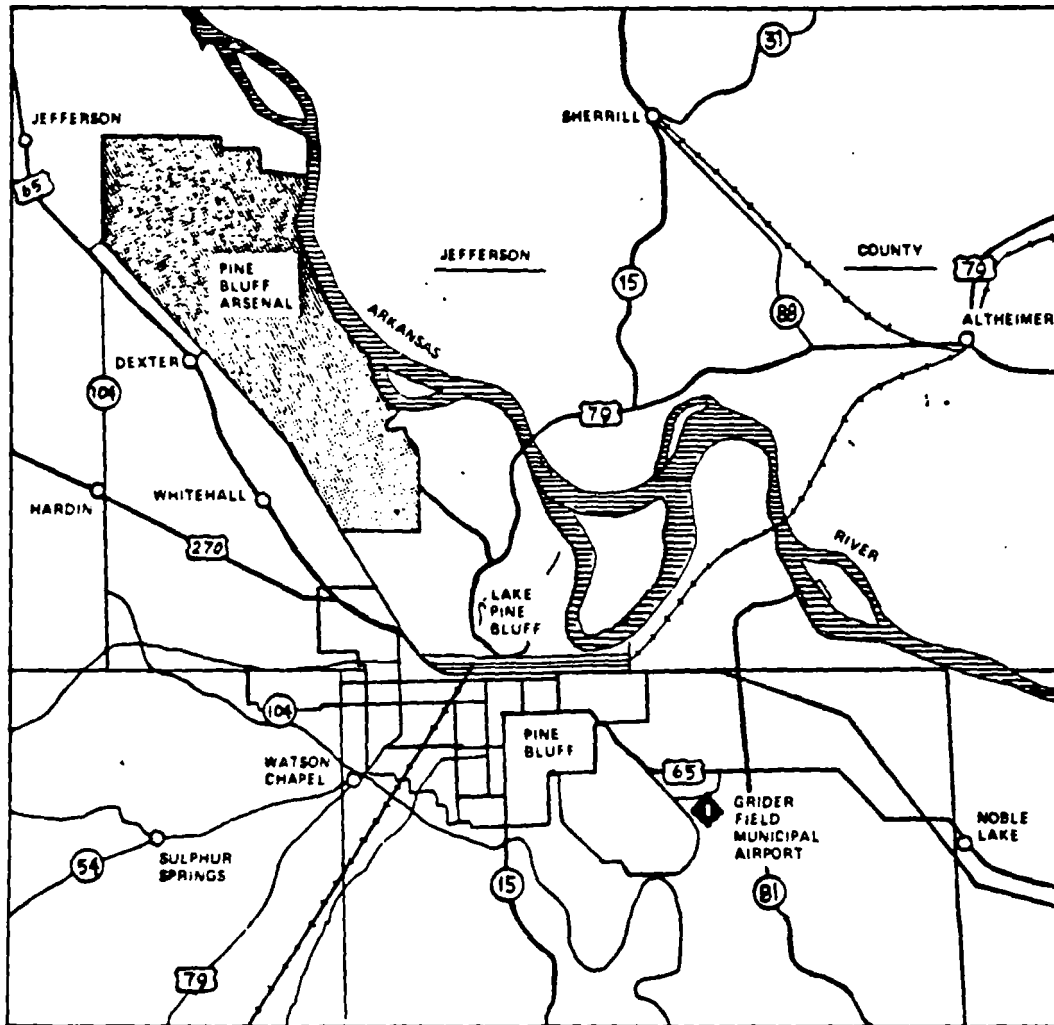 31
JEFFERSON
SHERRILL
65
PINE
BLUFF
ARSENAL
JEFFERSON
COUNTY
79
15
88
ARKANSAS
ALTHEIMER
DEXTER
104
79
WHITEHALL
HARDIN
270
RIVER
LAKE
PINE
BLUFF
104
PINE
BLUFF
WATSON
CHAPEL
65
GRIDER
FIELD
MUNICIPAL
AIRPORT
NOBLE
LAKE
SULPHUR
SPRINGS
54
15
81
79